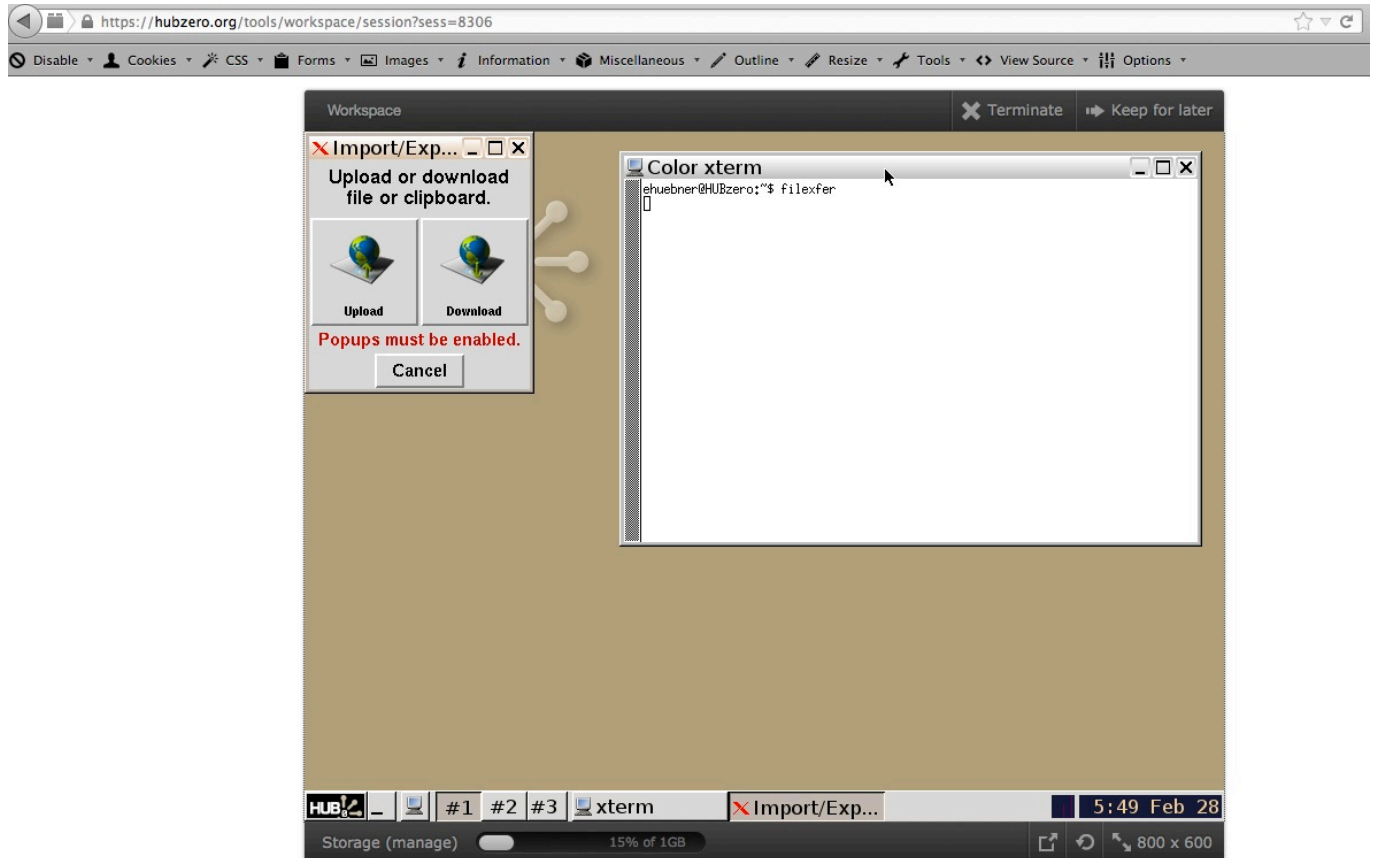 https://hubzero.org/tools/workspace/session?sess=8306
Disable Cookies CSS Forms Images Information Miscellaneous Outline Resize Tools View Source Options
Workspace Terminate Keep for later
Import/Exp...
Upload or download
file or clipboard.
Upload Download
Popups must be enabled.
Cancel
Color xterm
ehuebner@HUBzero:~$ filexfer
HUB #1 #2 #3 xterm Import/Exp... 5:49 Feb 28
Storage (manage) 15% of 1GB 800 x 600